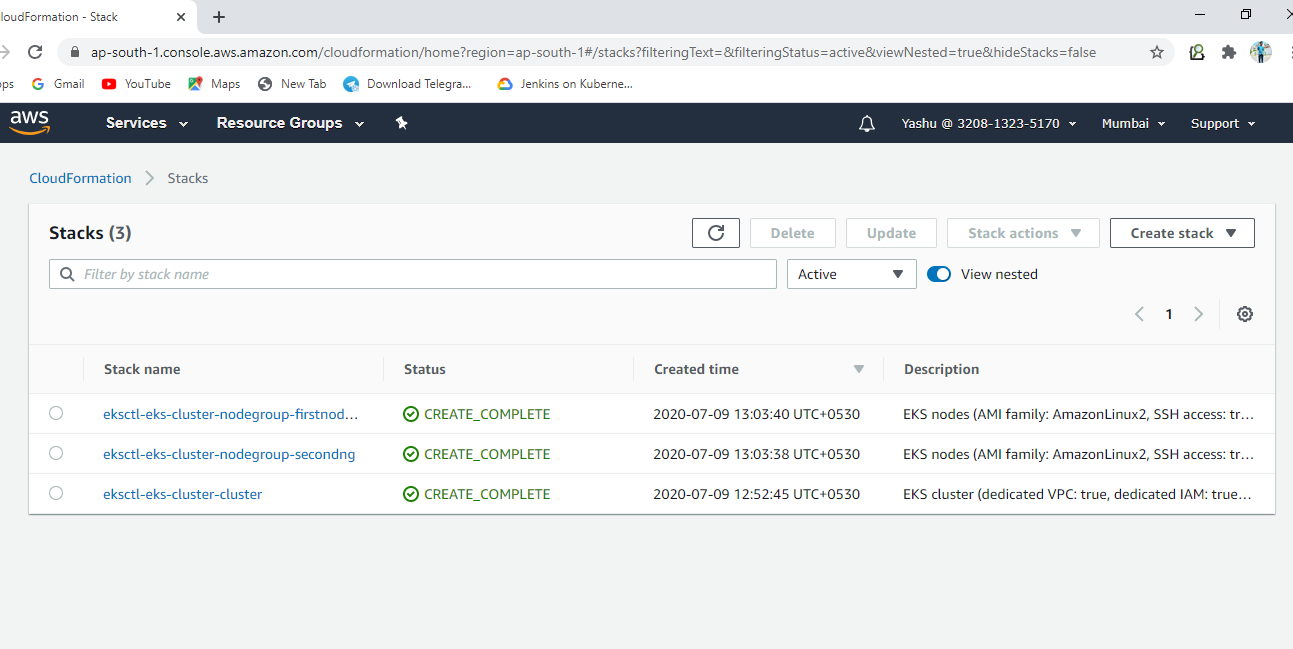 loudFormation - Stack
ap-south-1.console.aws.amazon.com/cloudformation/home?region=ap-south-1#/stacks?filteringText=&filteringStatus=active&viewNested=true&hideStacks=false
ps Gmail YouTube Maps New Tab Download Telegra... Jenkins on Kuberne...
aws Services Resource Groups Yashu @ 3208-1323-5170 Mumbai Support
CloudFormation Stacks
Stacks (3) Delete Update Stack actions Create stack
Filter by stack name Active View nested
1
Stack name Status Created time Description
eksctl-eks-cluster-nodegroup-firstnod... CREATE_COMPLETE 2020-07-09 13:03:40 UTC+0530 EKS nodes (AMI family: AmazonLinux2, SSH access: tr...
eksctl-eks-cluster-nodegroup-secondng CREATE_COMPLETE 2020-07-09 13:03:38 UTC+0530 EKS nodes (AMI family: AmazonLinux2, SSH access: tr...
eksctl-eks-cluster-cluster CREATE_COMPLETE 2020-07-09 12:52:45 UTC+0530 EKS cluster (dedicated VPC: true, dedicated IAM: true...